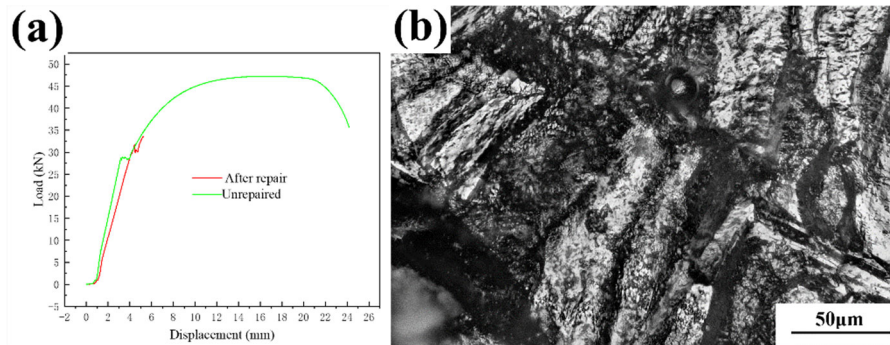 (a)
50
45
40
35
30
25
20
15
10
5
0
-5
Load (kN)
After repair
Unrepaired
-2 0 2 4 6 8 10 12 14 16 18 20 22 24 26
Displacement (mm)
(b)
50μm